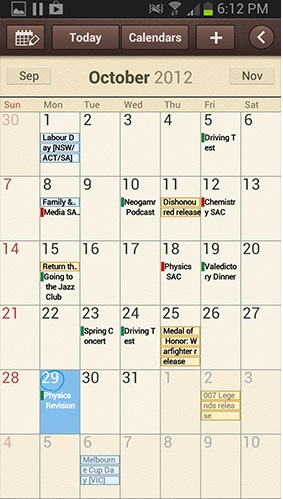 6:12 PM
Today Calendars +
Sep October 2012 Nov
Sun Mon Tue Wed Thu Fri Sat
30 1 2 3 4 5 6
Labour D
ay [NSW/
ACT/SA]
Driving T
est
7 8 9 10 11 12 13
Family &..
Media SA..
Neogamr
Podcast
Dishonou
red release
Chemistr
y SAC
14 15 16 17 18 19 20
Return th..
Going to
the Jazz
Club
Physics
SAC
Valedicto
ry Dinner
21 22 23 24 25 26 27
Spring C
oncert
Driving T
est
Medal of
Honor: W
arfighter r
elease
28 29 30 31 1 2 3
Physics
Revision
007 Lege
nds relea
se
4 5 6 7 8 9 10
Melbourn
e Cup Da
y [VIC]